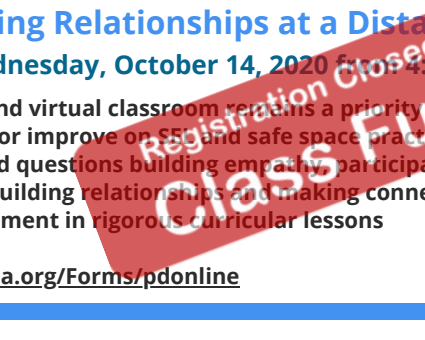 ing Relationships at a Dista
dnesday, October 14, 2020 from 4:
Registration Close
Class Fu
nd virtual classroom remains a priority
or improve on SEL and safe space pract
d questions building empathy, participa
uilding relationships and making conne
ment in rigorous curricular lessons
a.org/Forms/pdonline